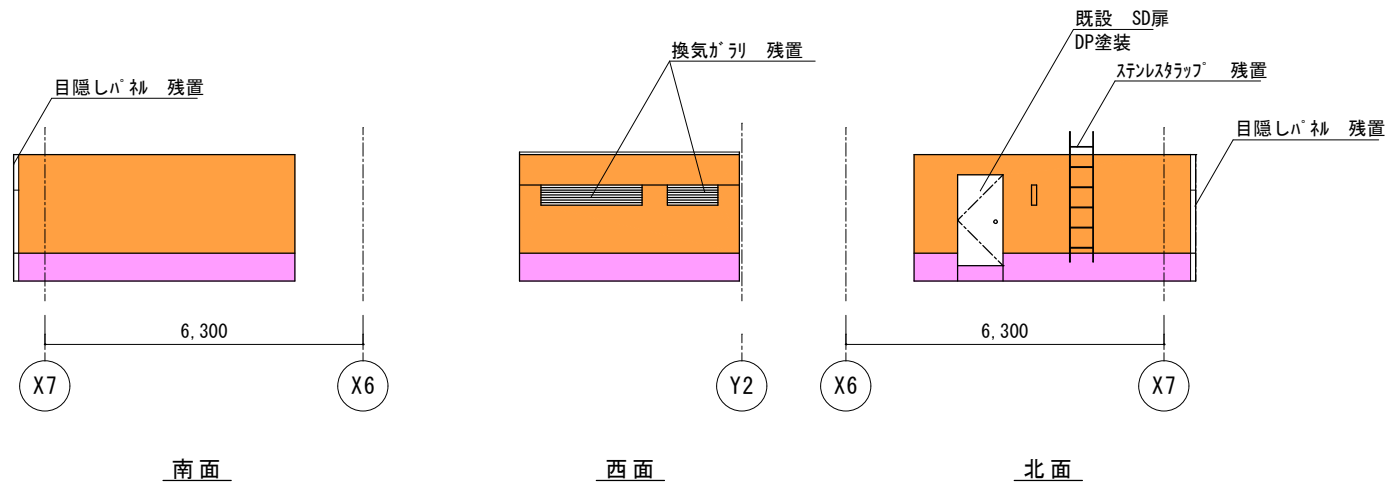 既設　SD扉
DP塗装
換気ｶﾞﾗﾘ　残置
ｽﾃﾝﾚｽﾀﾗｯﾌﾟ　残置
目隠しﾊﾟﾈﾙ　残置
目隠しﾊﾟﾈﾙ　残置
6,300
6,300
X7
X6
Y2
X6
X7
南面
西面
北面